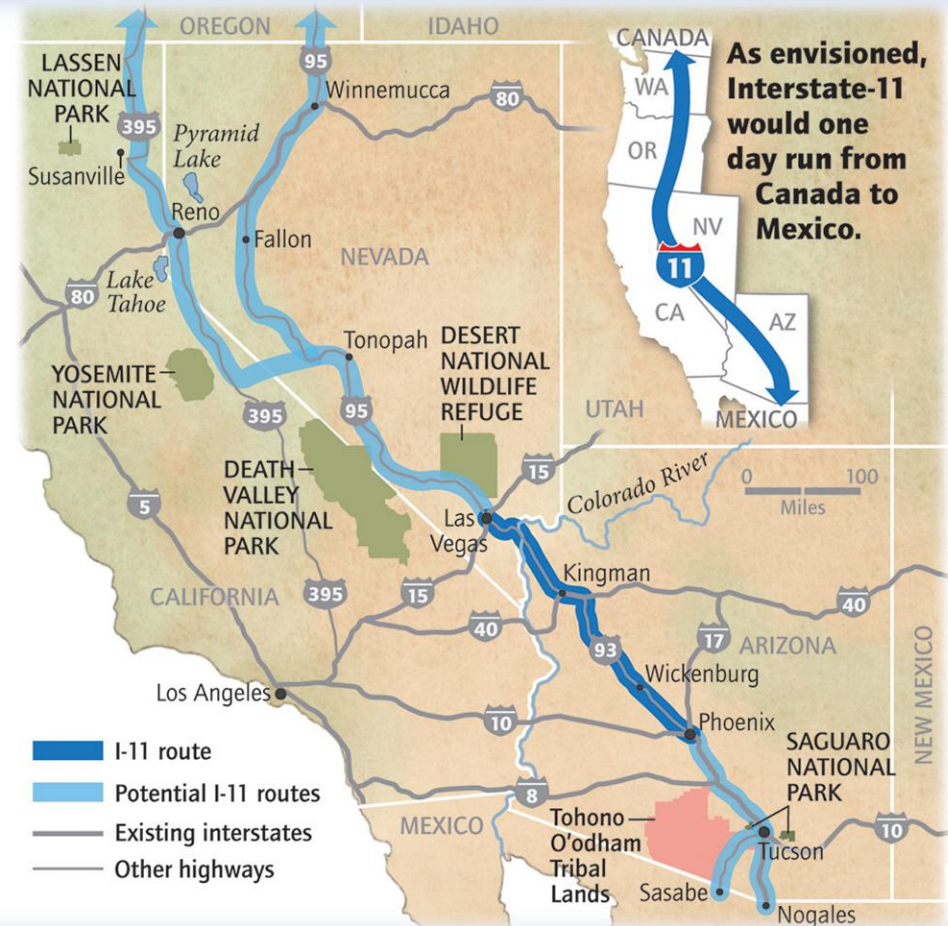 OREGON
IDAHO
LASSEN
NATIONAL
PARK
395
95
Winnemucca
80
Pyramid
Lake
Susanville
Reno
Fallon
NEVADA
80
Lake
Tahoe
Tonopah
YOSEMITE
NATIONAL
PARK
395
95
DESERT
NATIONAL
WILDLIFE
REFUGE
UTAH
DEATH
VALLEY
NATIONAL
PARK
5
15
Colorado River
Las
Vegas
CALIFORNIA
395
15
40
Kingman
40
93
17
ARIZONA
NEW MEXICO
Wickenburg
Los Angeles
10
Phoenix
SAGUARO
NATIONAL
PARK
8
MEXICO
Tohono
O'odham
Tribal
Lands
10
Tucson
Sasabe
Nogales
CANADA
WA
OR
NV
11
CA
AZ
MEXICO
As envisioned,
Interstate-11
would one
day run from
Canada to
Mexico.
0 100
Miles
I-11 route
Potential I-11 routes
Existing interstates
Other highways